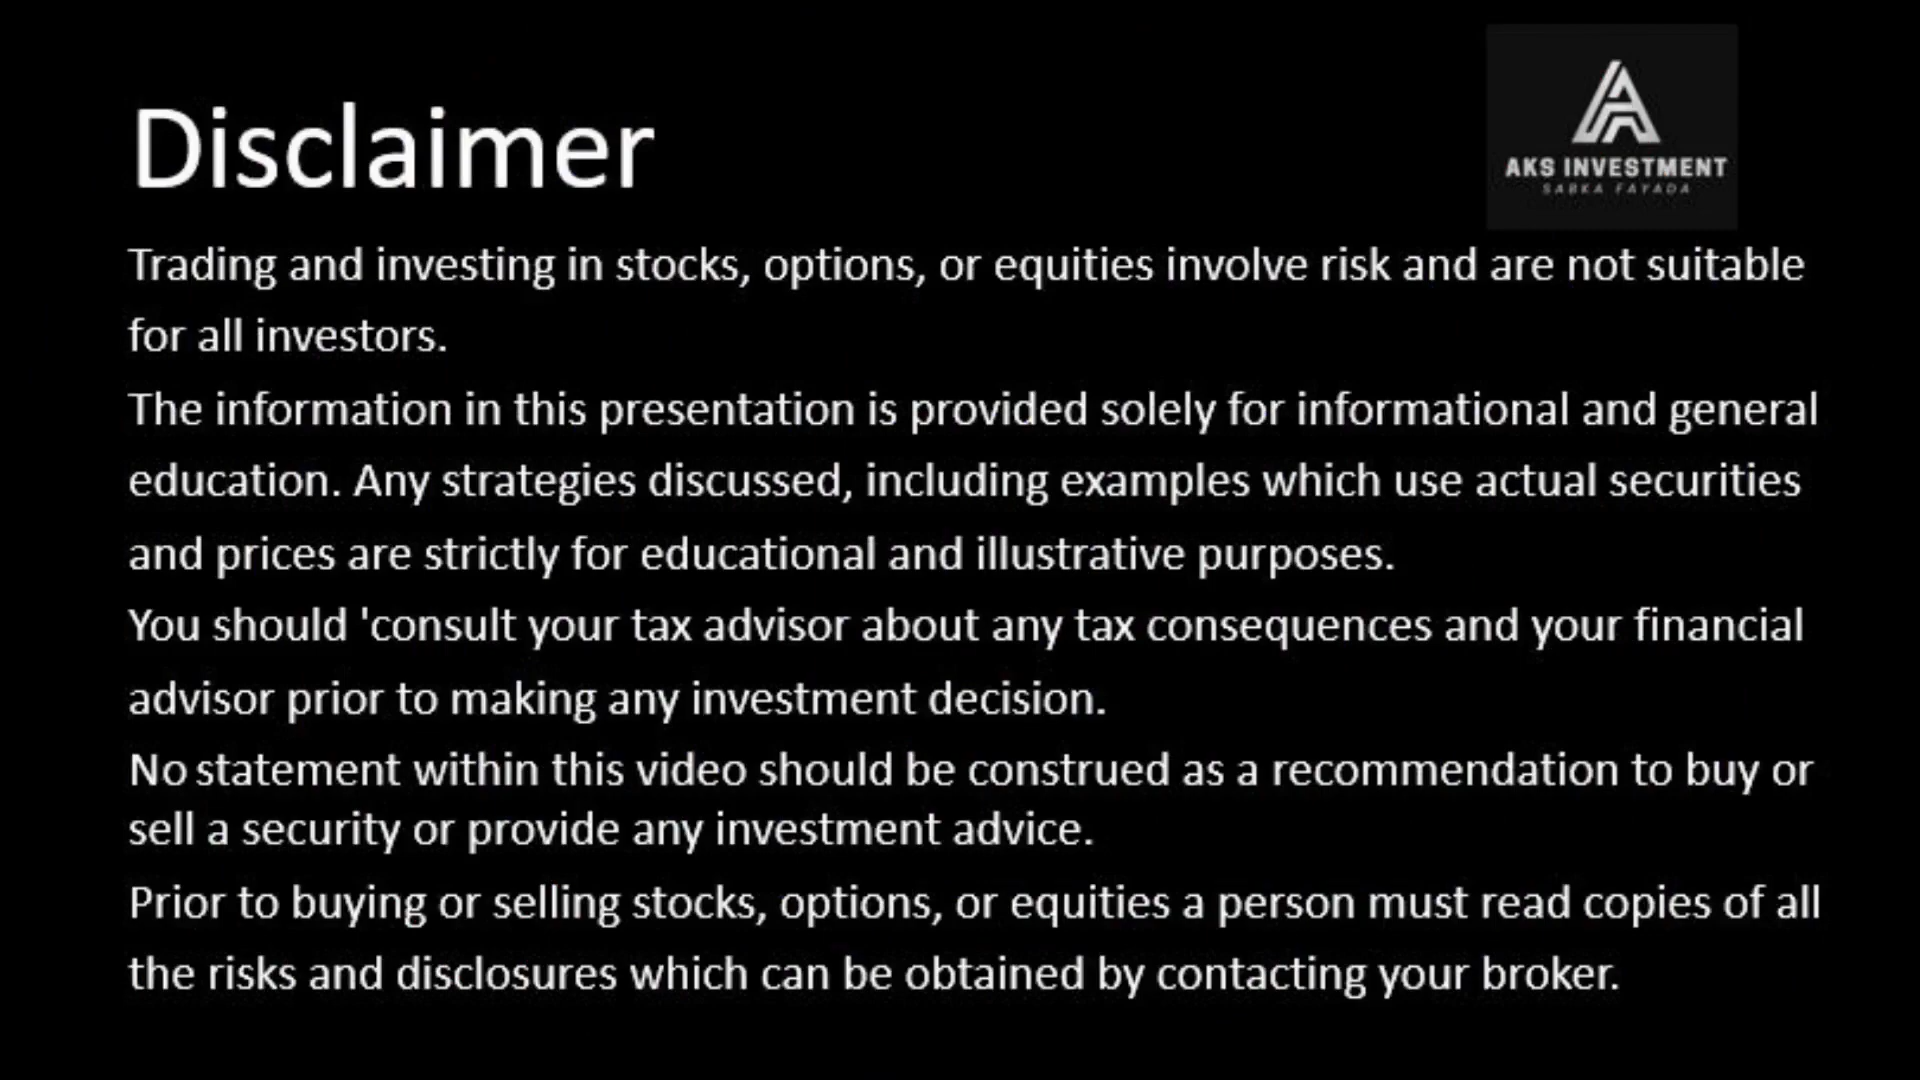 AKS INVESTMENT
SABKA FAYADA
Disclaimer
Trading and investing in stocks, options, or equities involve risk and are not suitable
for all investors.
The information in this presentation is provided solely for informational and general
education. Any strategies discussed, including examples which use actual securities
and prices are strictly for educational and illustrative purposes.
You should 'consult your tax advisor about any tax consequences and your financial
advisor prior to making any investment decision.
No statement within this video should be construed as a recommendation to buy or
sell a security or provide any investment advice.
Prior to buying or selling stocks, options, or equities a person must read copies of all
the risks and disclosures which can be obtained by contacting your broker.